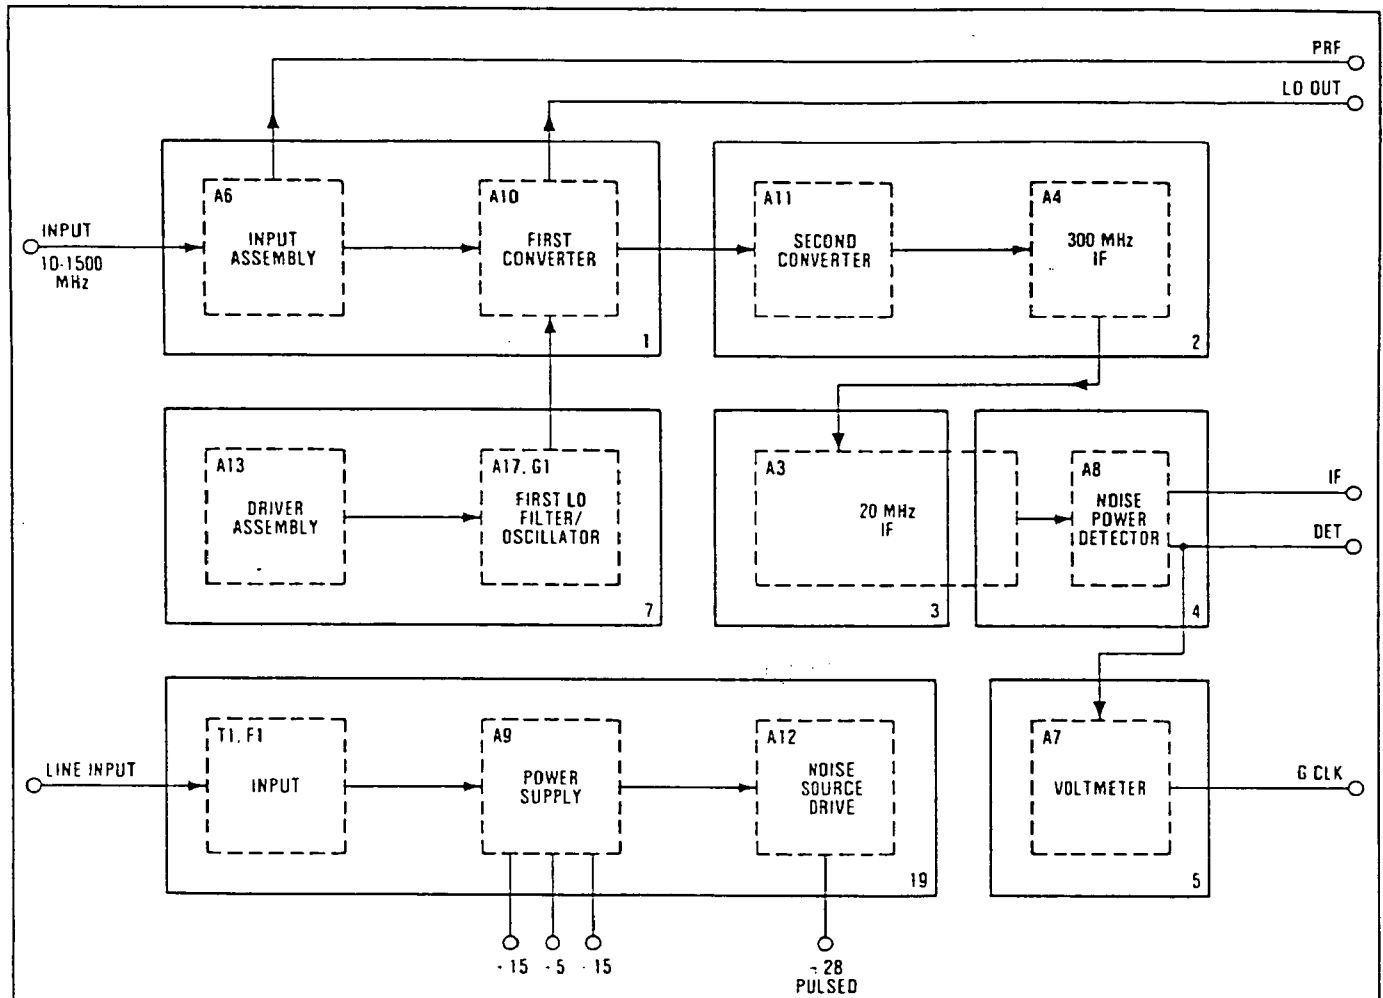 PRF
LO OUT
A6
INPUT
ASSEMBLY
A10
FIRST
CONVERTER
1
A11
SECOND
CONVERTER
A4
300 MHz
IF
2
INPUT
10-1500
MHz
A13
DRIVER
ASSEMBLY
A17, G1
FIRST LO
FILTER/
OSCILLATOR
7
A3
20 MHz
IF
3
A8
NOISE
POWER
DETECTOR
4
IF
DET
LINE INPUT
T1, F1
INPUT
A9
POWER
SUPPLY
A12
NOISE
SOURCE
DRIVE
19
A7
VOLTMETER
5
G CLK
15
5
-15
28
PULSED